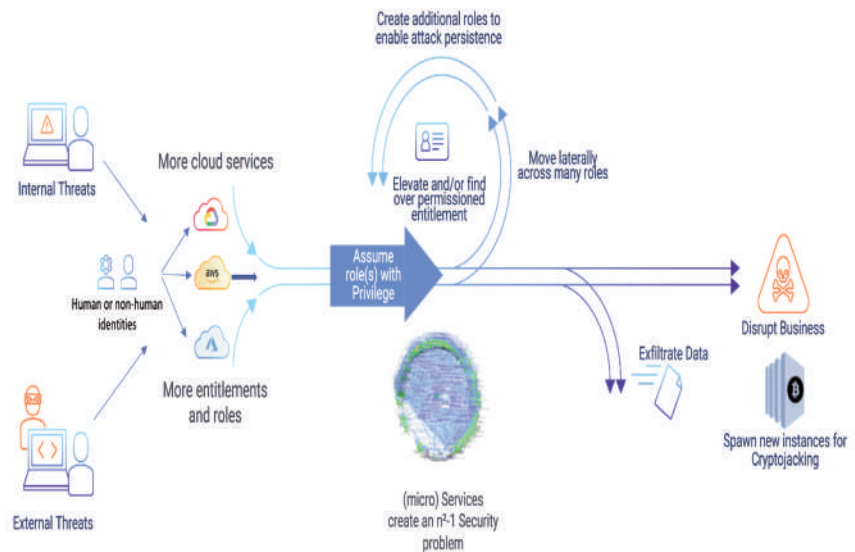 Create additional roles to
enable attack persistence
Internal Threats
More cloud services
Elevate and/or find
over permissioned
entitlement
Move laterally
across many roles
aws
Human or non-human
identities
Assume
role(s) with
Privilege
More entitlements
and roles
Disrupt Business
Exfiltrate Data
Spawn new instances for
Cryptojacking
External Threats
(micro) Services
create an n²-1 Security
problem